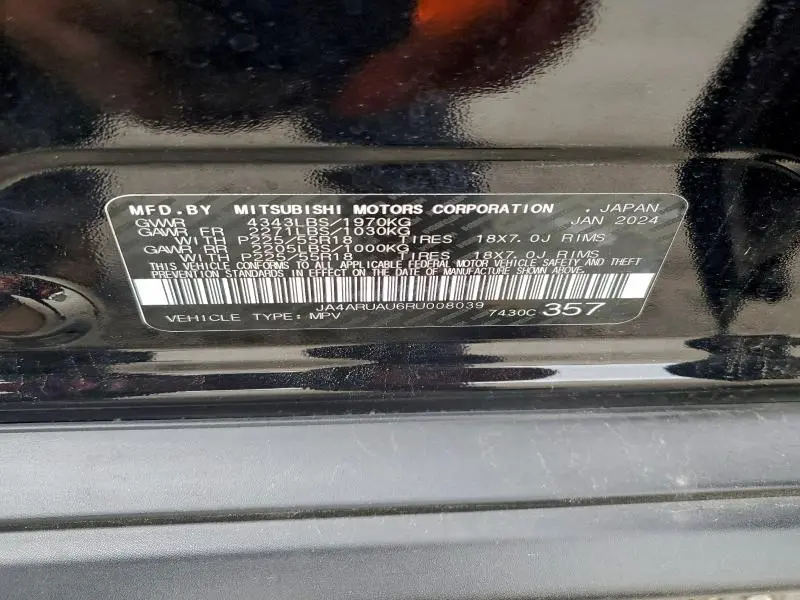 MFD.BY MITSUBISHI MOTORS CORPORATION . JAPAN
GVWR 4343LBS/1970KG JAN 2024
GAWR FR 2271LBS/1030KG
WITH P225/55R18 TIRES 18X7.0J RIMS
GAWR RR 2205LBS/1000KG
WITH P225/55R18 TIRES 18X7.0J RIMS
THIS VEHICLE CONFORMS TO ALL APPLICABLE FEDERAL MOTOR VEHICLE SAFETY AND THEFT
PREVENTION STANDARDS IN EFFECT ON THE DATE OF MANUFACTURE SHOWN ABOVE.
JA4ARUAU6RU008039
VEHICLE TYPE: MPV 7430C 357